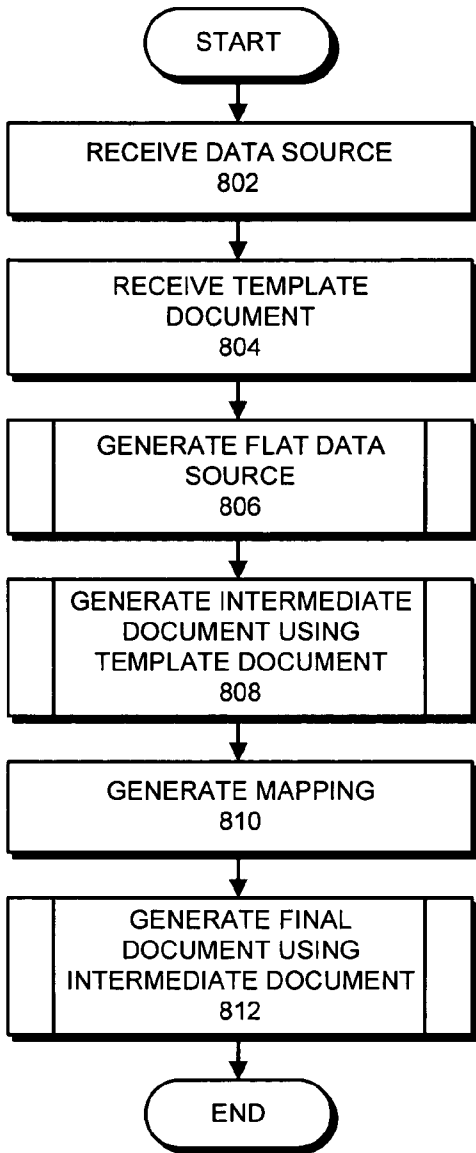 START
RECEIVE DATA SOURCE
802
RECEIVE TEMPLATE
DOCUMENT
804
GENERATE FLAT DATA
SOURCE
806
GENERATE INTERMEDIATE
DOCUMENT USING
TEMPLATE DOCUMENT
808
GENERATE MAPPING
810
GENERATE FINAL
DOCUMENT USING
INTERMEDIATE DOCUMENT
812
END